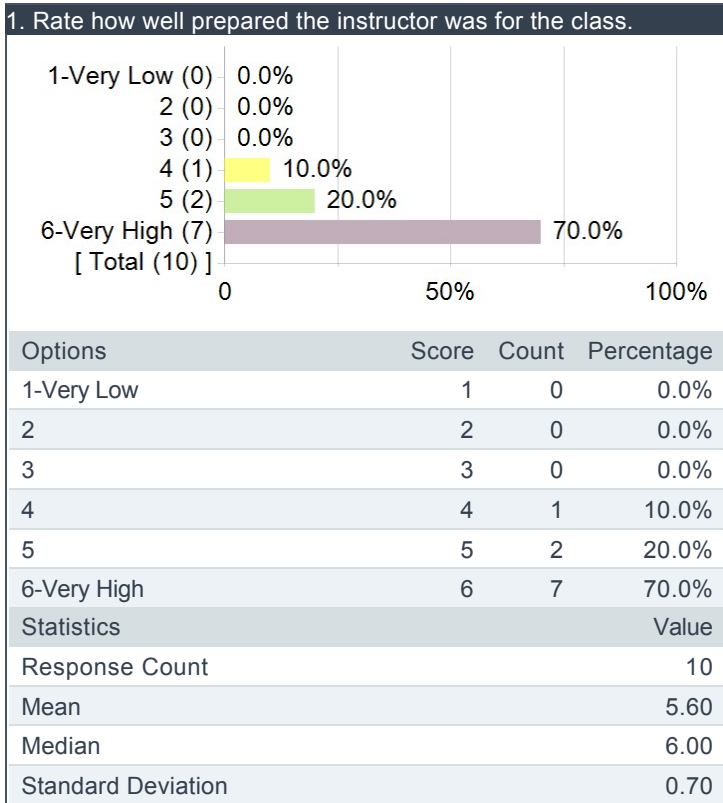 1. Rate how well prepared the instructor was for the class.
1-Very Low (0) 0.0%
2 (0) 0.0%
3 (0) 0.0%
4 (1) 10.0%
5 (2) 20.0%
6-Very High (7) 70.0%
[ Total (10) ]
0 50% 100%
Options Score Count Percentage
1-Very Low 1 0 0.0%
2 2 0 0.0%
3 3 0 0.0%
4 4 1 10.0%
5 5 2 20.0%
6-Very High 6 7 70.0%
Statistics Value
Response Count 10
Mean 5.60
Median 6.00
Standard Deviation 0.70